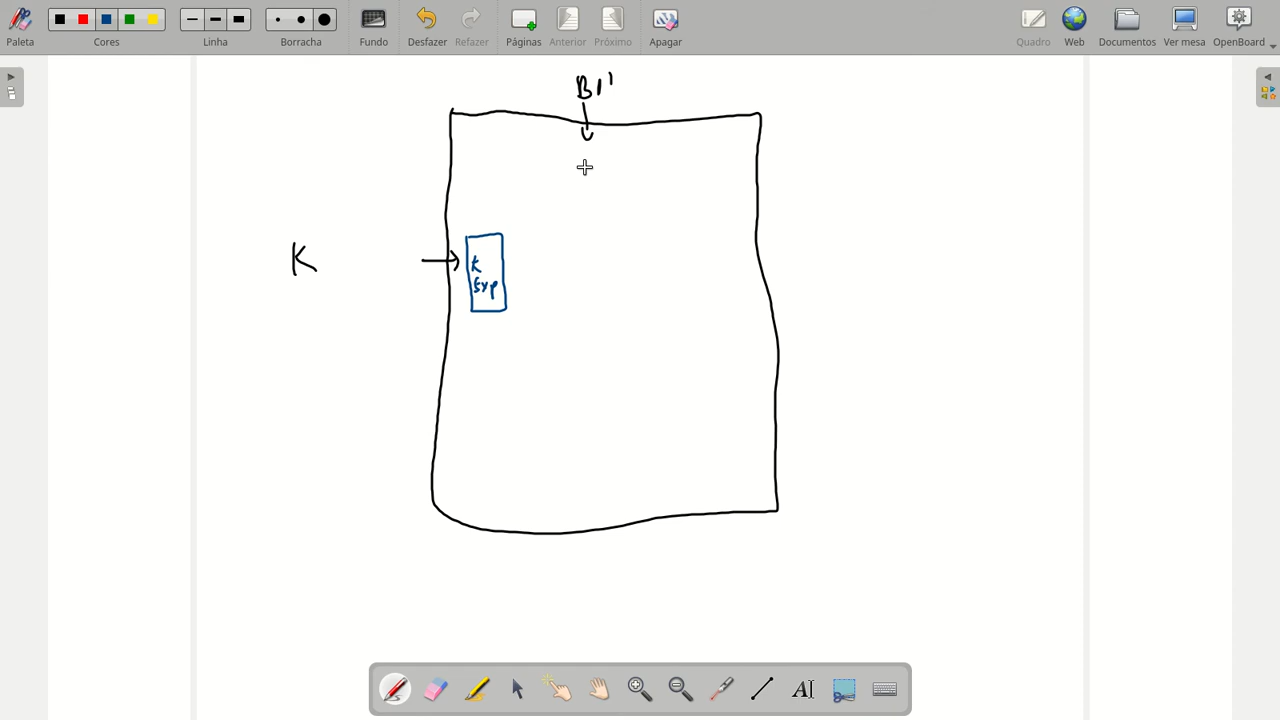 Paleta Cores Linha Borracha Fundo Desfazer Refazer Páginas Anterior Próximo Apagar Quadro Web Documentos Ver mesa OpenBoard
B1'
K
K
Exp